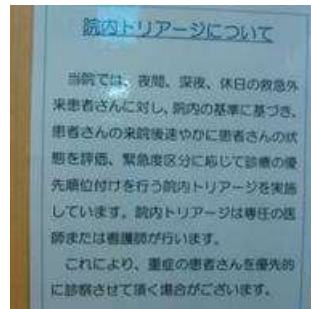 院内トリアージについて
当院では、夜間、深夜、休日の救急外
来患者さんに対し、院内の基準に基づき、
患者さんの来院後速やかに患者さんの状
態を評価、緊急度区分に応じて診療の優
先順位付けを行う院内トリアージを実施
しています。院内トリアージは専任の医
師または看護師が行います。
これにより、重症の患者さんを優先的
に診察させて頂く場合がございます。